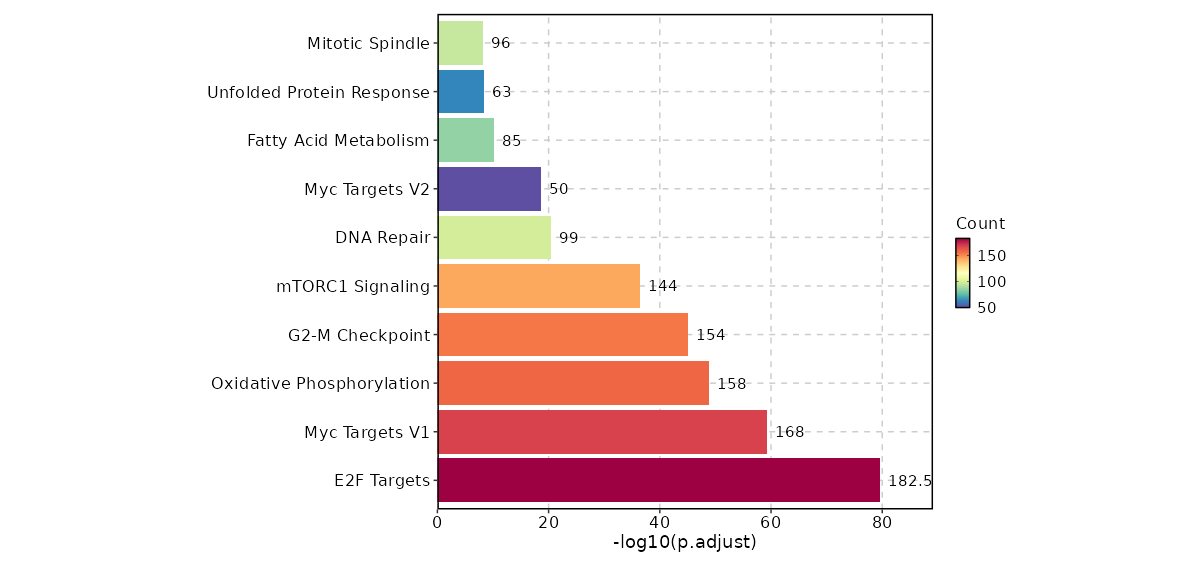 Mitotic Spindle 96
Unfolded Protein Response 63
Fatty Acid Metabolism 85
Myc Targets V2 50
DNA Repair 99
mTORC1 Signaling 144
G2-M Checkpoint 154
Oxidative Phosphorylation 158
Myc Targets V1 168
E2F Targets 182.5
0 20 40 60 80
-log10(p.adjust)
Count
150
100
50